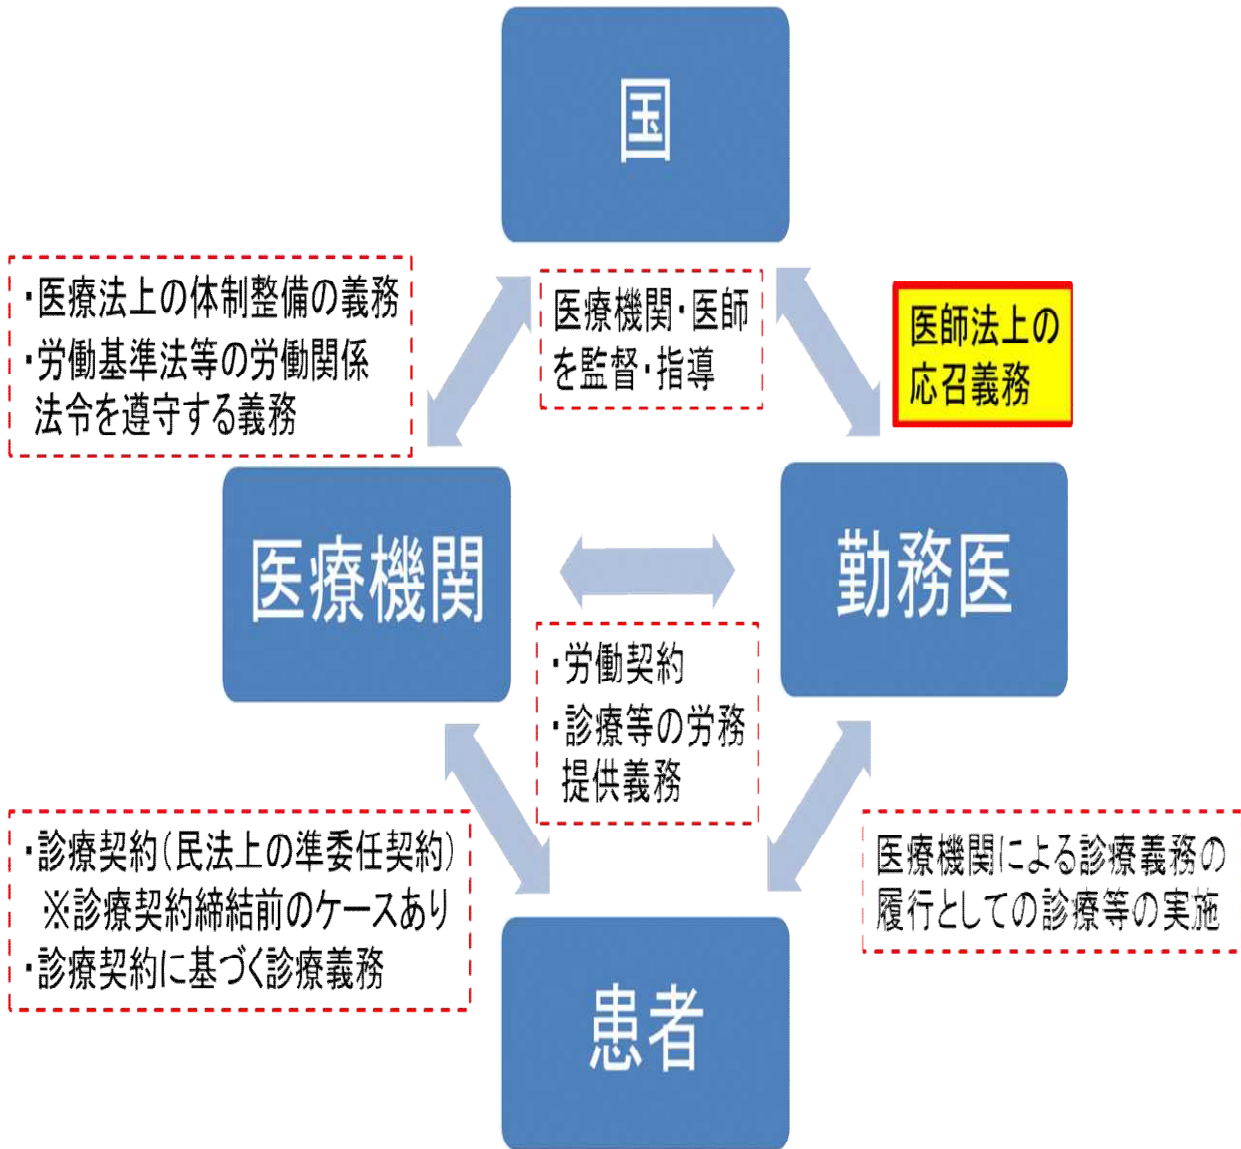 国
・医療法上の体制整備の義務
・労働基準法等の労働関係
法令を遵守する義務
医療機関・医師
を監督・指導
医師法上の
応召義務
医療機関
勤務医
・労働契約
・診療等の労務
提供義務
・診療契約(民法上の準委任契約)
※診療契約締結前のケースあり
・診療契約に基づく診療義務
医療機関による診療義務の
履行としての診療等の実施
患者